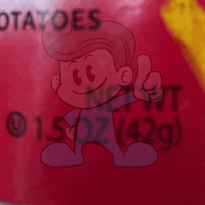 OTATOES
NET WT
U 1.5 OZ (42g)